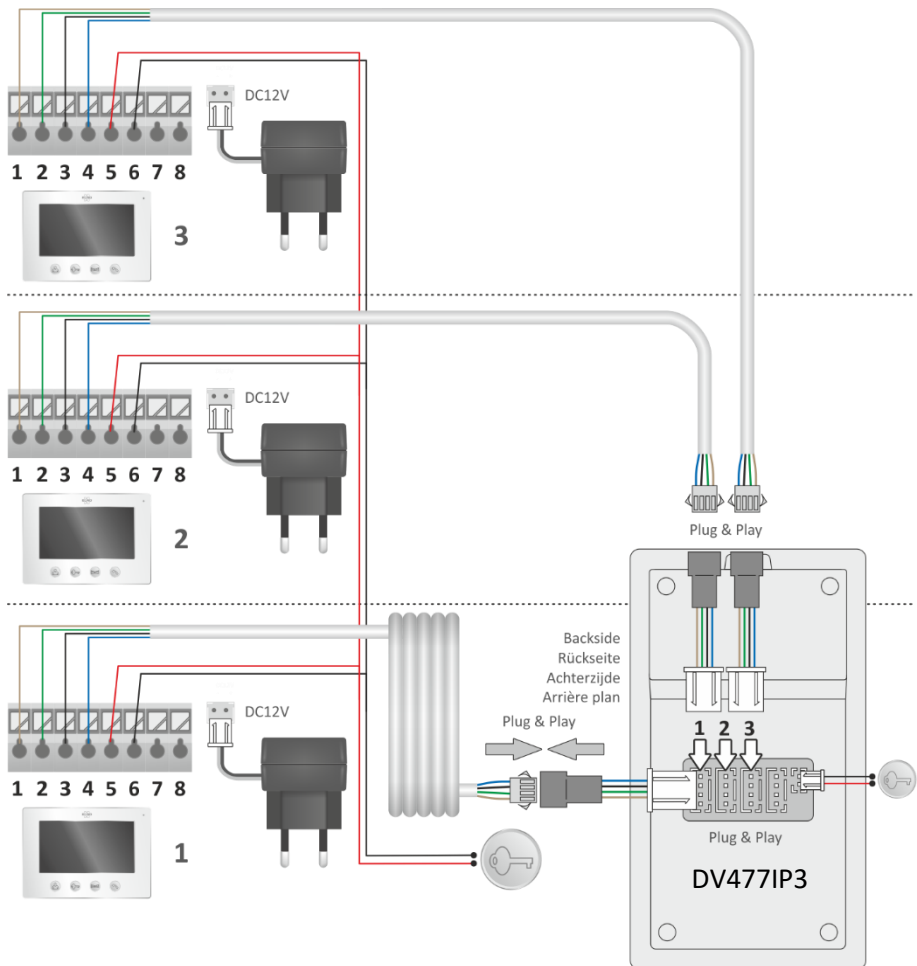 DC12V
1 2 3 4 5 6 7 8
3
DC12V
1 2 3 4 5 6 7 8
2
Plug & Play
Backside
Rückseite
Achterzijde
Arrière plan
Plug & Play
DC12V
1 2 3 4 5 6 7 8
1
1 2 3
Plug & Play
DV477IP3